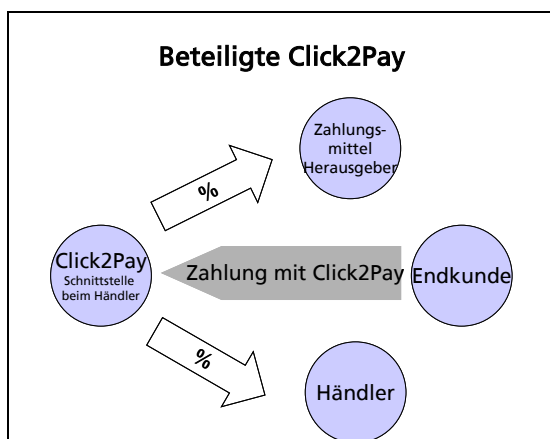 Beteiligte Click2Pay
Zahlungs-
mittel
Herausgeber
%
Click2Pay
Schnittstelle
beim Händler
Zahlung mit Click2Pay
Endkunde
%
Händler